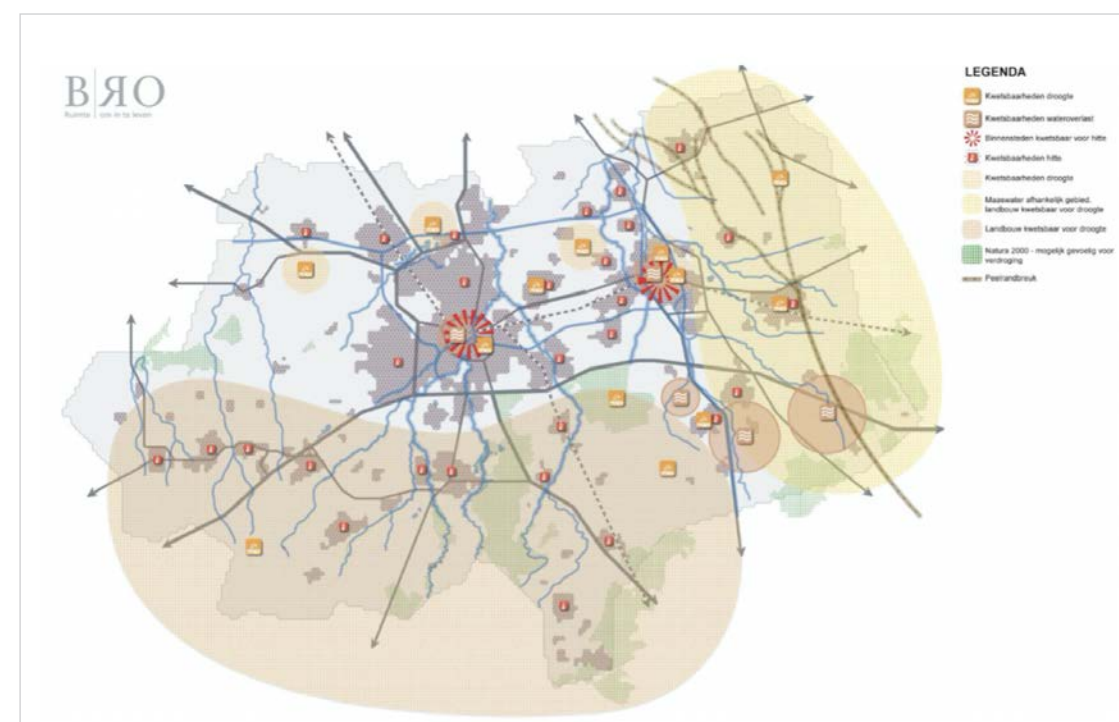 BЯO
Ruimte om in te leven
LEGENDA
Kwetsbaarheden droogte
Kwetsbaarheden wateroverlast
Binnensteden kwetsbaar voor hitte
Kwetsbaarheden hitte
Kwetsbaarheden droogte
Maaswater afhankelijk gebied,
landbouw kwetsbaar voor droogte
Landbouw kwetsbaar voor droogte
Natura 2000 - mogelijk gevoelig voor
verdroging
Peelrandbreuk